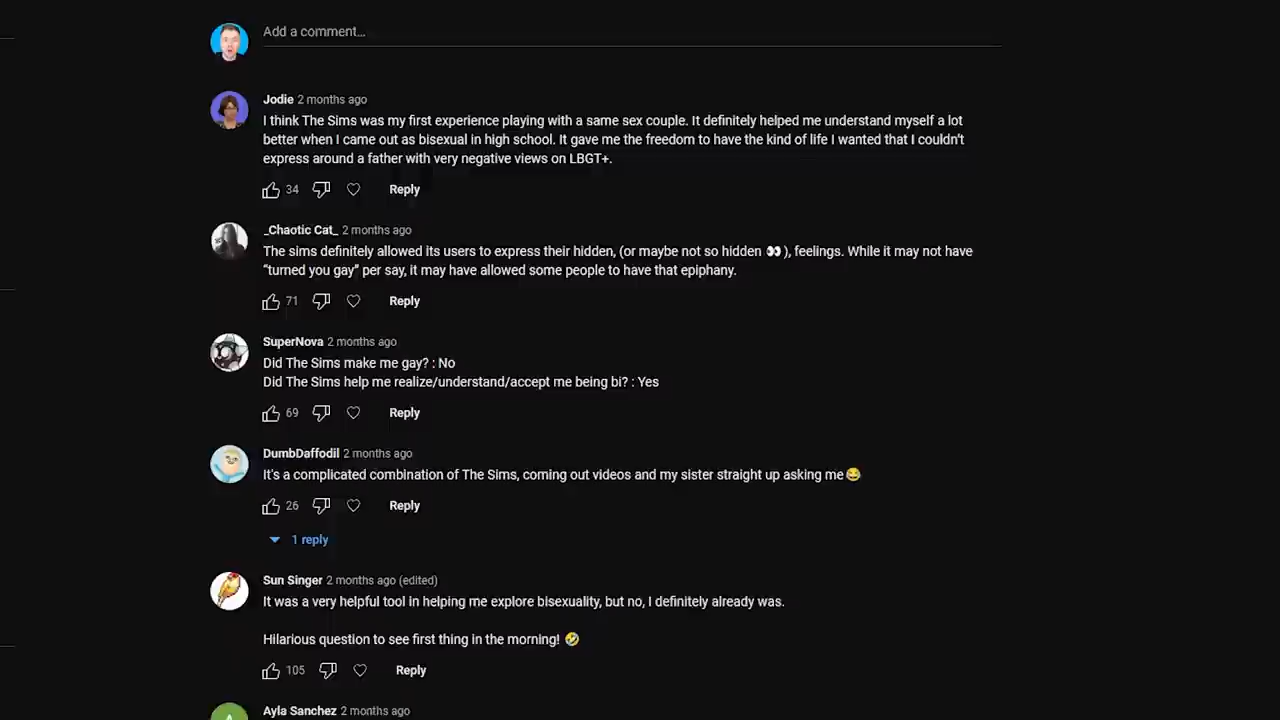 Add a comment...
Jodie 2 months ago
I think The Sims was my first experience playing with a same sex couple. It definitely helped me understand myself a lot
better when I came out as bisexual in high school. It gave me the freedom to have the kind of life I wanted that I couldn't
express around a father with very negative views on LBGT+.
34 Reply
_Chaotic Cat_ 2 months ago
The sims definitely allowed its users to express their hidden, (or maybe not so hidden 👀), feelings. While it may not have
"turned you gay" per say, it may have allowed some people to have that epiphany.
71 Reply
SuperNova 2 months ago
Did The Sims make me gay? : No
Did The Sims help me realize/understand/accept me being bi? : Yes
69 Reply
DumbDaffodil 2 months ago
It's a complicated combination of The Sims, coming out videos and my sister straight up asking me😂
26 Reply
1 reply
Sun Singer 2 months ago (edited)
It was a very helpful tool in helping me explore bisexuality, but no, I definitely already was.
Hilarious question to see first thing in the morning! 🤣
105 Reply
Ayla Sanchez 2 months ago
A